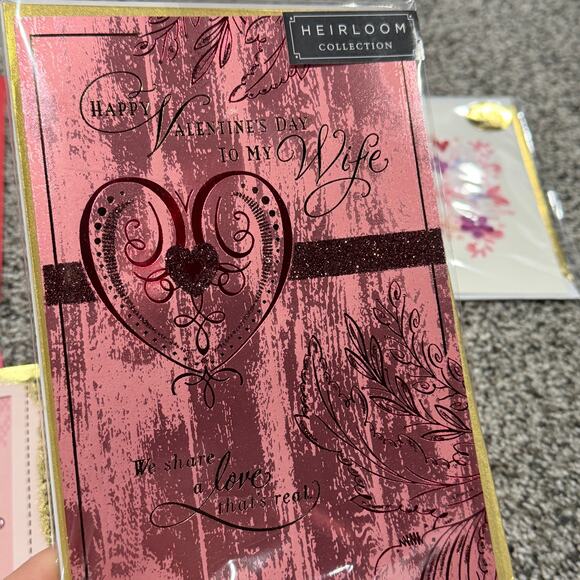 HEIRLOOM
COLLECTION
HAPPY
VALENTINE'S DAY
TO MY Wife
We share
a love
that's real,